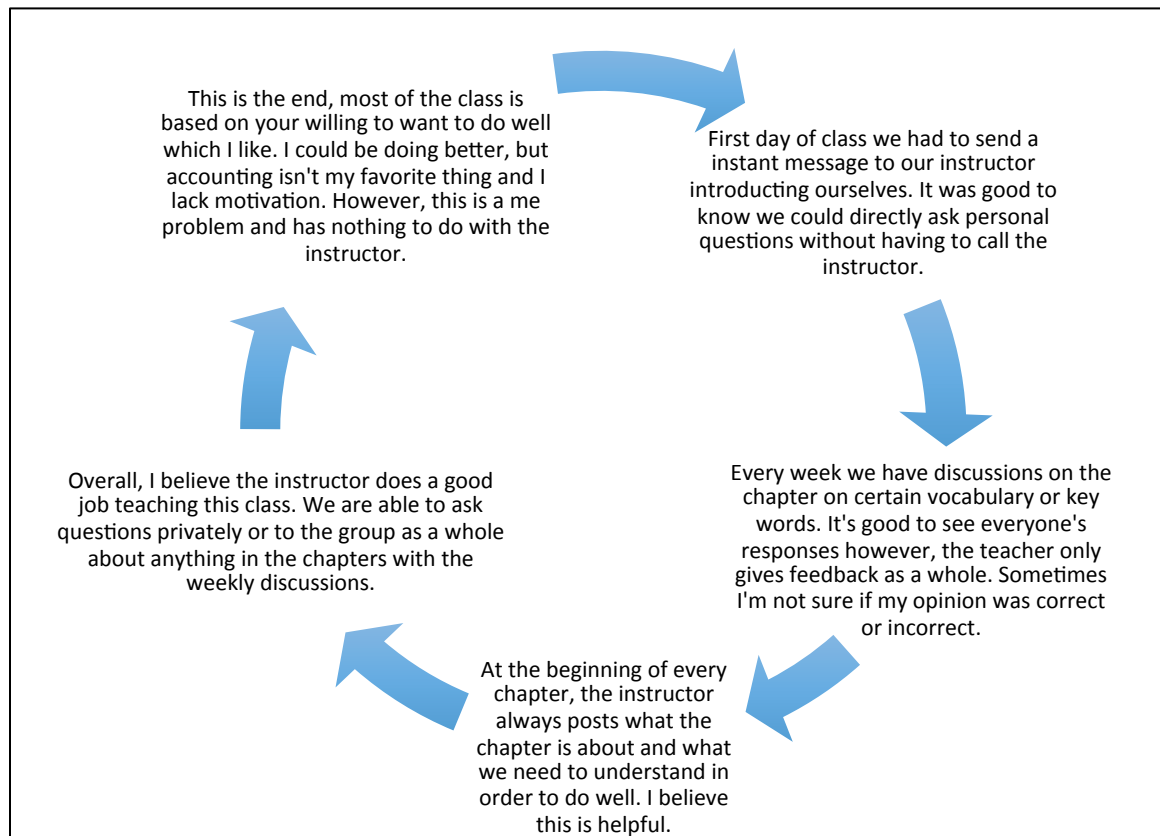 This is the end, most of the class is
based on your willing to want to do well
which I like. I could be doing better, but
accounting isn't my favorite thing and I
lack motivation. However, this is a me
problem and has nothing to do with the
instructor.
First day of class we had to send a
instant message to our instructor
introducting ourselves. It was good to
know we could directly ask personal
questions without having to call the
instructor.
Every week we have discussions on the
chapter on certain vocabulary or key
words. It's good to see everyone's
responses however, the teacher only
gives feedback as a whole. Sometimes
I'm not sure if my opinion was correct
or incorrect.
At the beginning of every
chapter, the instructor
always posts what the
chapter is about and what
we need to understand in
order to do well. I believe
this is helpful.
Overall, I believe the instructor does a good
job teaching this class. We are able to ask
questions privately or to the group as a whole
about anything in the chapters with the
weekly discussions.